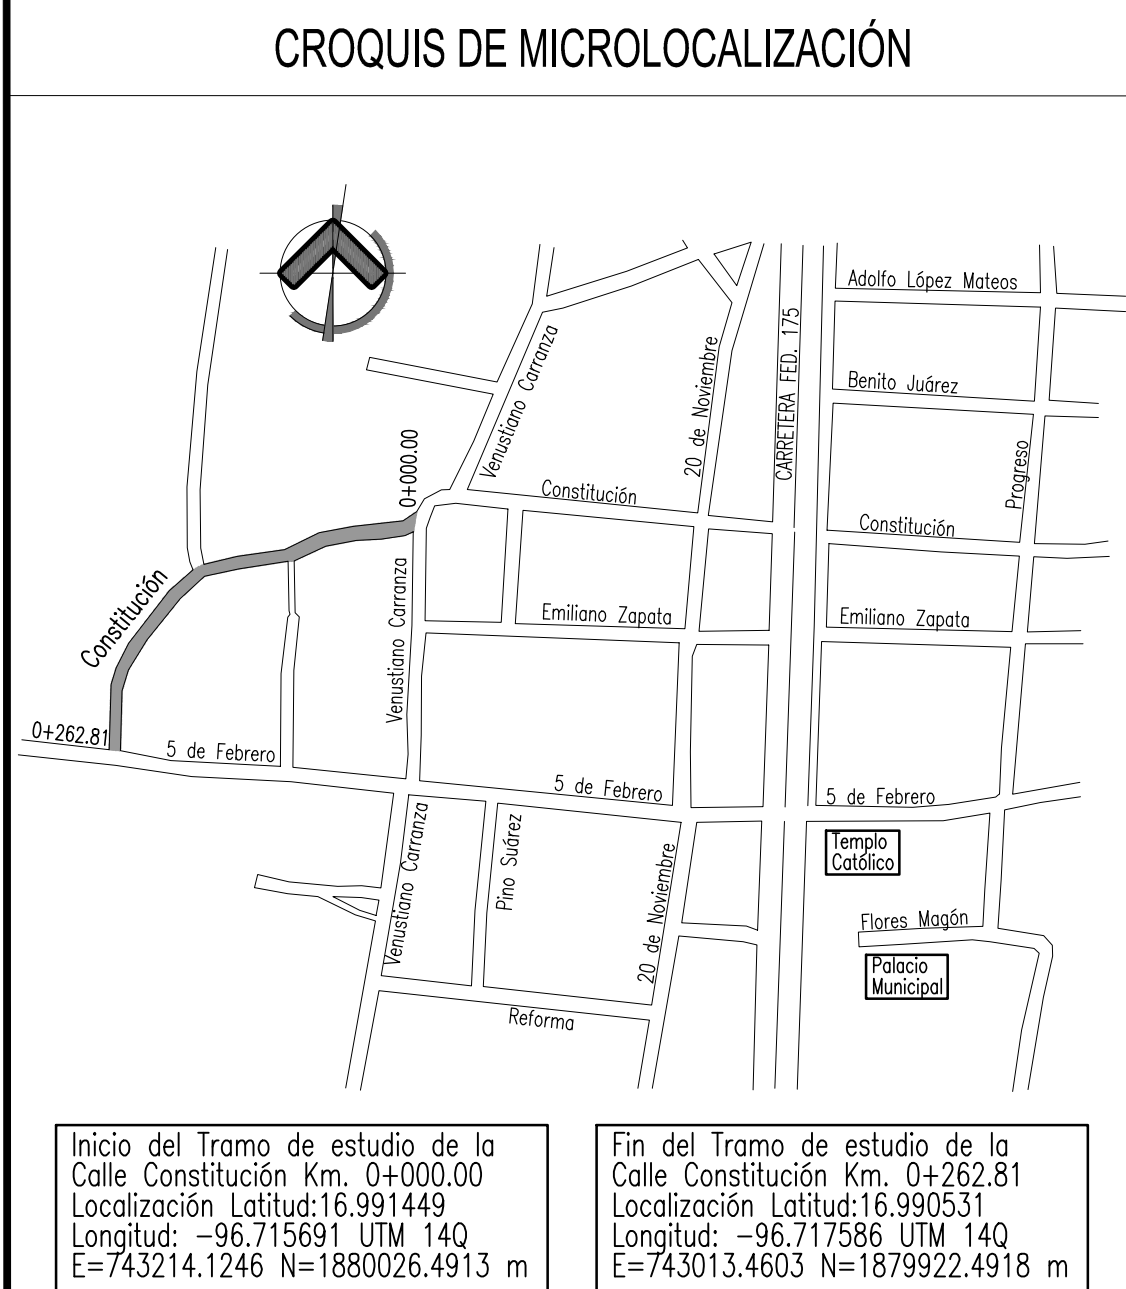 CROQUIS DE MICROLOCALIZACIÓN
Adolfo López Mateos
CARRETERA FED. 175
Venustiano Carranza
20 de Noviembre
Benito Juárez
0+000.00
Progreso
Constitución
Constitución
Constitución
Venustiano Carranza
Emiliano Zapata
Emiliano Zapata
0+262.81
5 de Febrero
5 de Febrero
5 de Febrero
Venustiano Carranza
Pino Suárez
20 de Noviembre
Templo
Católico
Flores Magón
Palacio
Municipal
Reforma
Inicio del Tramo de estudio de la
Calle Constitución Km. 0+000.00
Localización Latitud:16.991449
Longitud: -96.715691 UTM 14Q
E=743214.1246 N=1880026.4913 m
Fin del Tramo de estudio de la
Calle Constitución Km. 0+262.81
Localización Latitud:16.990531
Longitud: -96.717586 UTM 14Q
E=743013.4603 N=1879922.4918 m